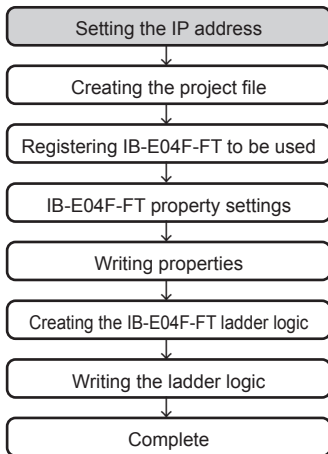 Setting the IP address
Creating the project file
Registering IB-E04F-FT to be used
IB-E04F-FT property settings
Writing properties
Creating the IB-E04F-FT ladder logic
Writing the ladder logic
Complete